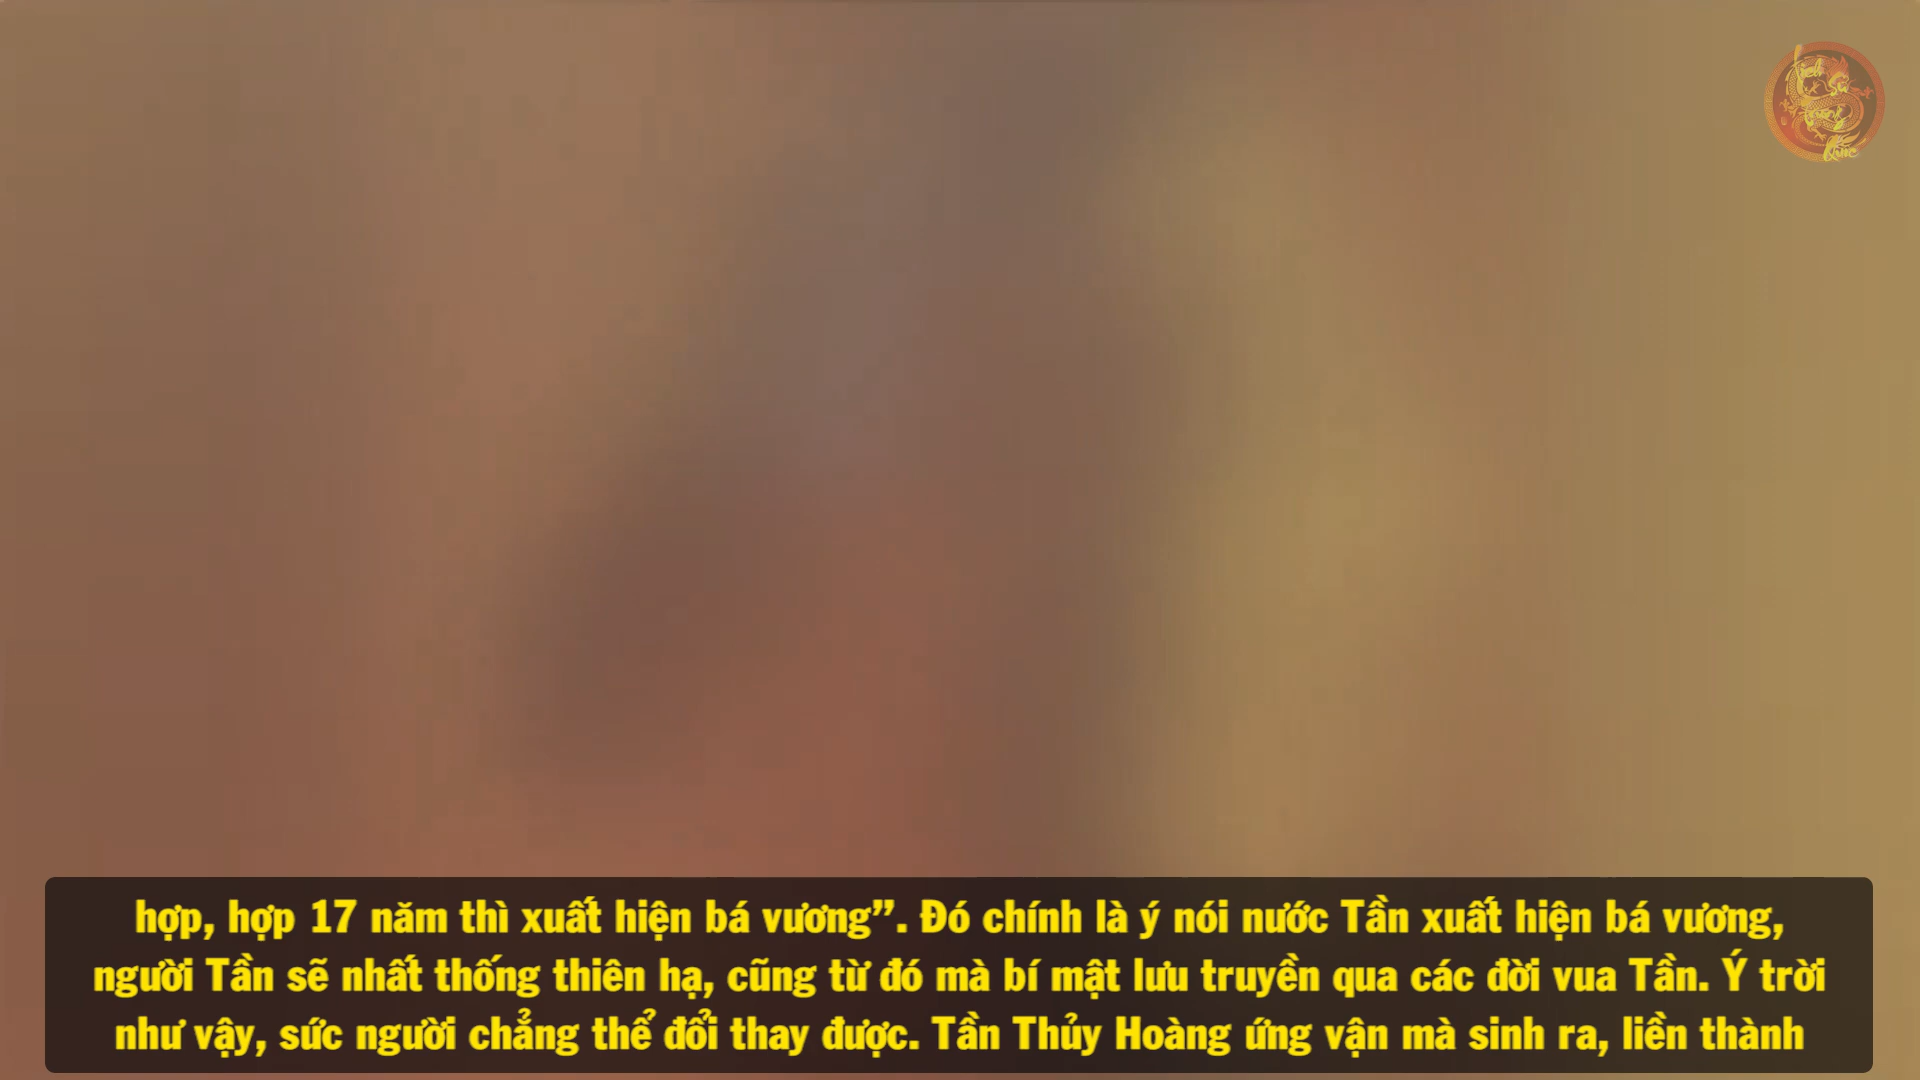 hợp, hợp 17 năm thì xuất hiện bá vương”. Đó chính là ý nói nước Tần xuất hiện bá vương,
người Tần sẽ nhất thống thiên hạ, cũng từ đó mà bí mật lưu truyền qua các đời vua Tần. Ý trời
như vậy, sức người chẳng thể đổi thay được. Tần Thủy Hoàng ứng vận mà sinh ra, liền thành